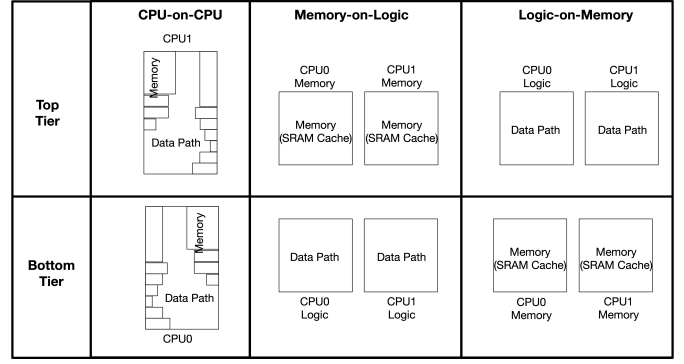 CPU-on-CPU
Memory-on-Logic
Logic-on-Memory
Top
Tier
CPU1
Memory
Data Path
CPU0
Memory
CPU1
Memory
Memory
(SRAM Cache)
Memory
(SRAM Cache)
CPU0
Logic
CPU1
Logic
Data Path
Data Path
Bottom
Tier
Memory
Data Path
CPU0
Data Path
Data Path
CPU0
Logic
CPU1
Logic
Memory
(SRAM Cache)
Memory
(SRAM Cache)
CPU0
Memory
CPU1
Memory